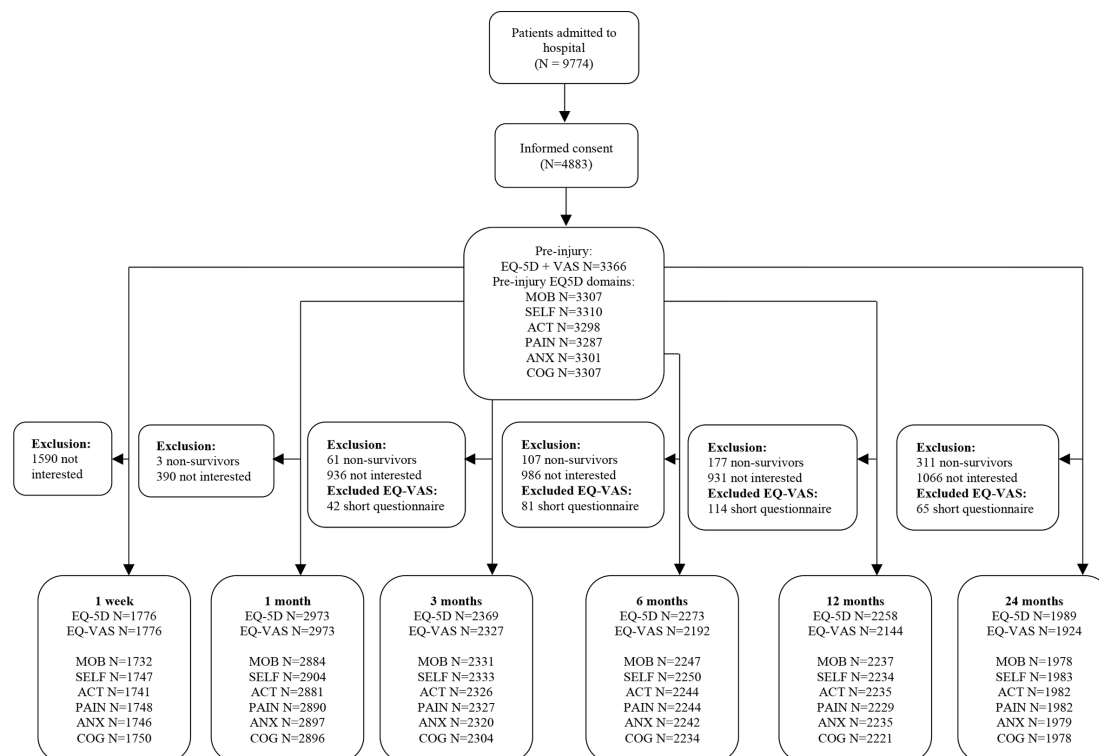 Patients admitted to
hospital
(N = 9774)
Informed consent
(N=4883)
Pre-injury:
EQ-5D + VAS N=3366
Pre-injury EQ5D domains:
MOB N=3307
SELF N=3310
ACT N=3298
PAIN N=3287
ANX N=3301
COG N=3307
Exclusion:
1590 not
interested
Exclusion:
3 non-survivors
390 not interested
Exclusion:
61 non-survivors
936 not interested
Excluded EQ-VAS:
42 short questionnaire
Exclusion:
107 non-survivors
986 not interested
Excluded EQ-VAS:
81 short questionnaire
Exclusion:
177 non-survivors
931 not interested
Excluded EQ-VAS:
114 short questionnaire
Exclusion:
311 non-survivors
1066 not interested
Excluded EQ-VAS:
65 short questionnaire
1 week
EQ-5D N=1776
EQ-VAS N=1776
MOB N=1732
SELF N=1747
ACT N=1741
PAIN N=1748
ANX N=1746
COG N=1750
1 month
EQ-5D N=2973
EQ-VAS N=2973
MOB N=2884
SELF N=2904
ACT N=2881
PAIN N=2890
ANX N=2897
COG N=2896
3 months
EQ-5D N=2369
EQ-VAS N=2327
MOB N=2331
SELF N=2333
ACT N=2326
PAIN N=2327
ANX N=2320
COG N=2304
6 months
EQ-5D N=2273
EQ-VAS N=2192
MOB N=2247
SELF N=2250
ACT N=2244
PAIN N=2244
ANX N=2242
COG N=2234
12 months
EQ-5D N=2258
EQ-VAS N=2144
MOB N=2237
SELF N=2234
ACT N=2235
PAIN N=2229
ANX N=2235
COG N=2221
24 months
EQ-5D N=1989
EQ-VAS N=1924
MOB N=1978
SELF N=1983
ACT N=1982
PAIN N=1982
ANX N=1979
COG N=1978